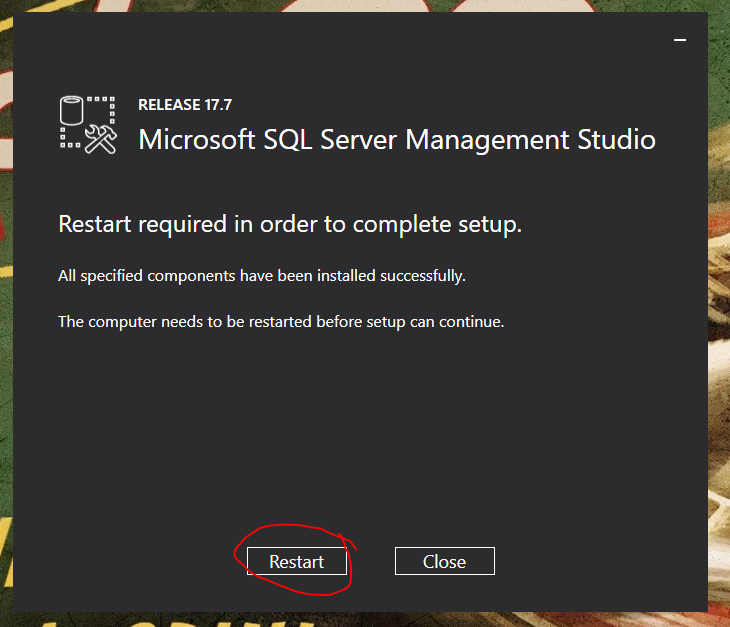 RELEASE 17.7
Microsoft SQL Server Management Studio
Restart required in order to complete setup.
All specified components have been installed successfully.
The computer needs to be restarted before setup can continue.
Restart
Close